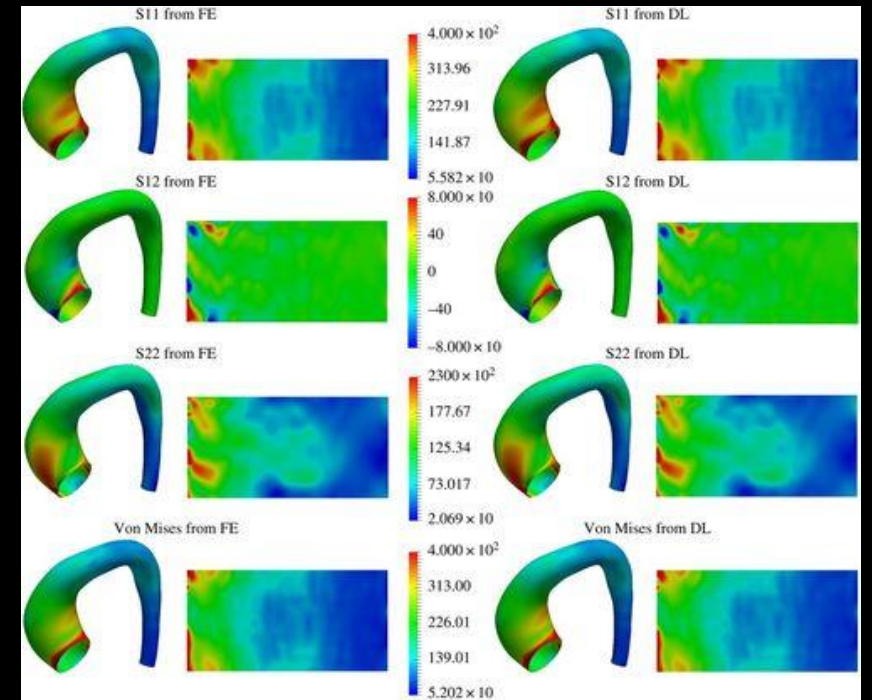 S11 from FE
S11 from DL
4.000 × 10²
313.96
227.91
141.87
5.582 × 10
S12 from FE
S12 from DL
8.000 × 10
40
0
–40
–8.000 × 10
S22 from FE
S22 from DL
2300 × 10²
177.67
125.34
73.017
2.069 × 10
Von Mises from FE
Von Mises from DL
4.000 × 10²
313.00
226.01
139.01
5.202 × 10